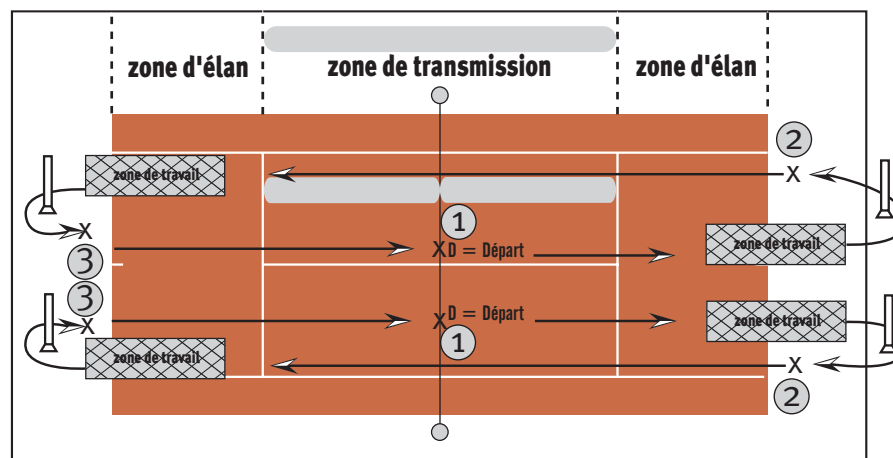 zone d'élan
zone de transmission
zone d'élan
2
zone de travail
X
1
X
X D = Départ
zone de travail
3
3
X
X D = Départ
zone de travail
1
zone de travail
X
2